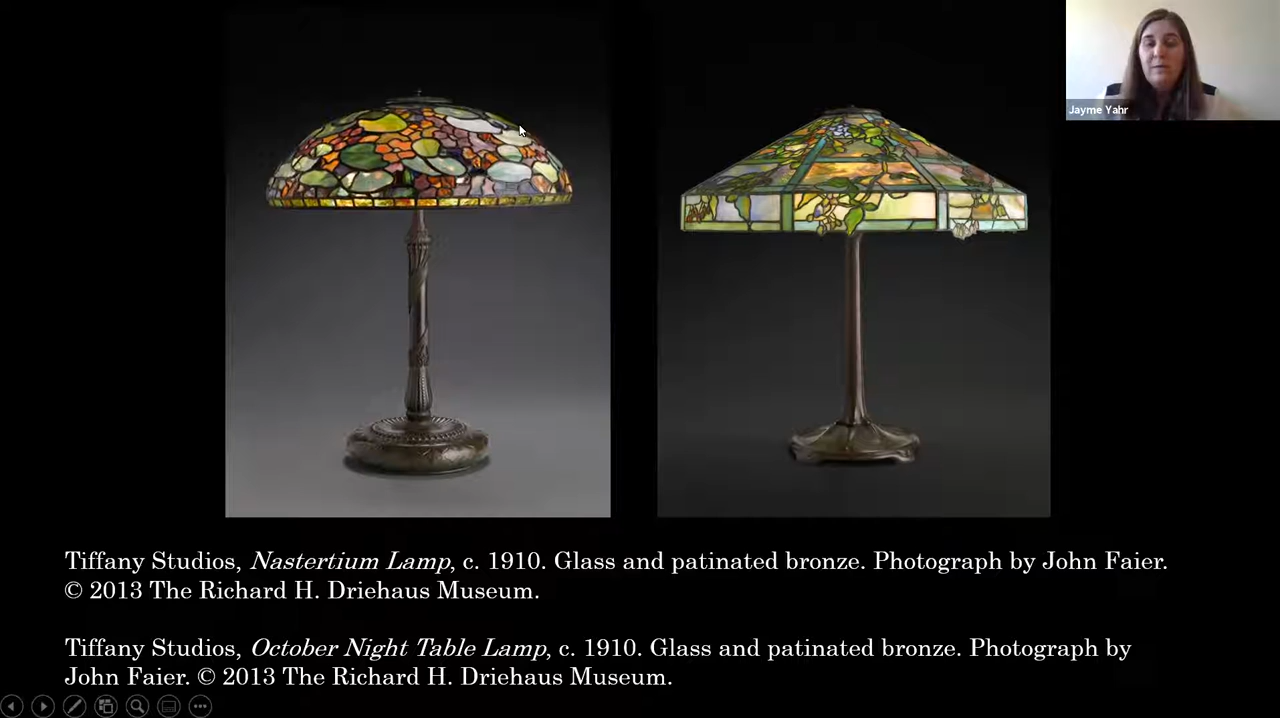 Jayme Yahr
Tiffany Studios, Nastertium Lamp, c. 1910. Glass and patinated bronze. Photograph by John Faier.
© 2013 The Richard H. Driehaus Museum.
Tiffany Studios, October Night Table Lamp, c. 1910. Glass and patinated bronze. Photograph by
John Faier. © 2013 The Richard H. Driehaus Museum.